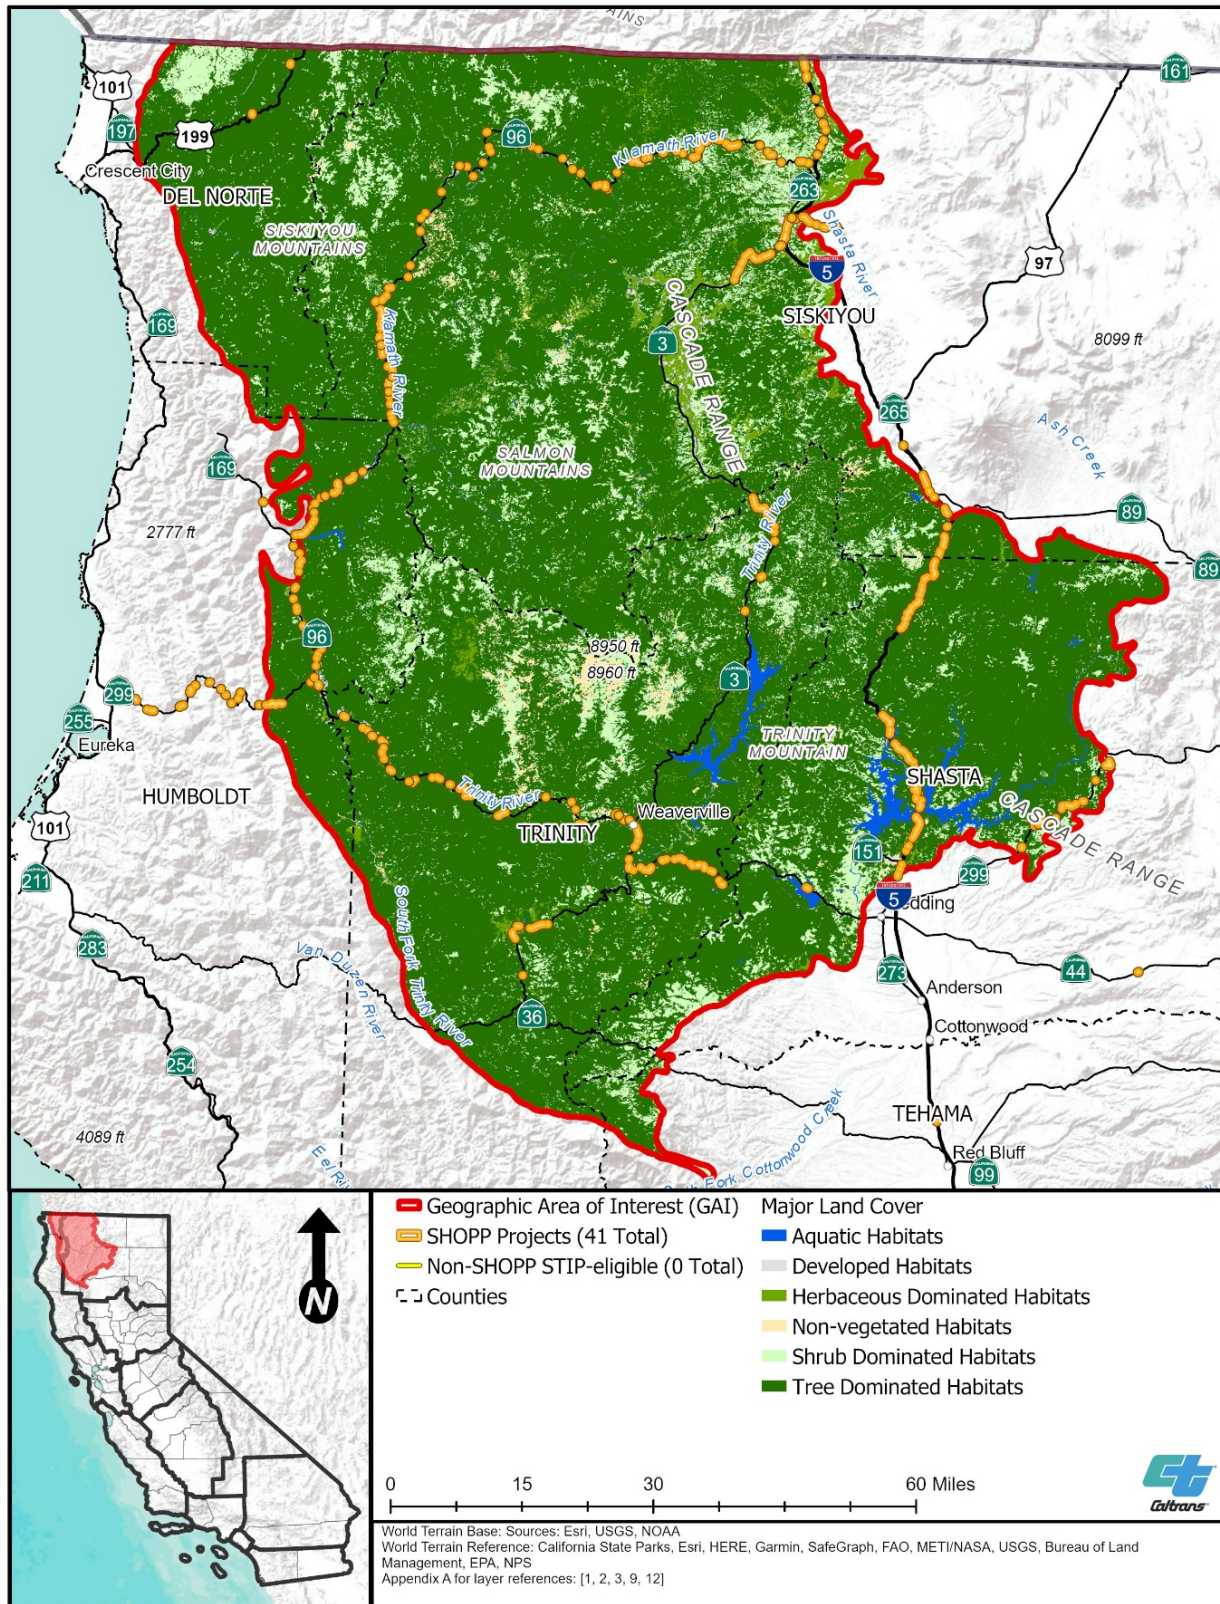 101
161
197
199
96
Klamath River
Crescent City
DEL NORTE
263
SISKIYOU
MOUNTAINS
Shasta River
5
97
CASCADE RANGE
SISKIYOU
169
3
8099 ft
Klamath River
265
Ash Creek
SALMON
MOUNTAINS
169
Trinity River
89
2777 ft
89
96
8950 ft
8960 ft
3
299
255
Eureka
TRINITY
MOUNTAIN
SHASTA
HUMBOLDT
Trinity River
Weaverville
CASCADE RANGE
101
TRINITY
151
299
211
5
South Fork Trinity River
283
Van Duzen River
273
44
Anderson
36
Cottonwood
254
TEHAMA
4089 ft
Fork Cottonwood Creek
Red Bluff
99
Geographic Area of Interest (GAI)
SHOPP Projects (41 Total)
Non-SHOPP STIP-eligible (0 Total)
Counties
Major Land Cover
Aquatic Habitats
Developed Habitats
Herbaceous Dominated Habitats
Non-vegetated Habitats
Shrub Dominated Habitats
Tree Dominated Habitats
N
0 15 30 60 Miles
Caltrans
World Terrain Base: Sources: Esri, USGS, NOAA
World Terrain Reference: California State Parks, Esri, HERE, Garmin, SafeGraph, FAO, METI/NASA, USGS, Bureau of Land
Management, EPA, NPS
Appendix A for layer references: [1, 2, 3, 9, 12]